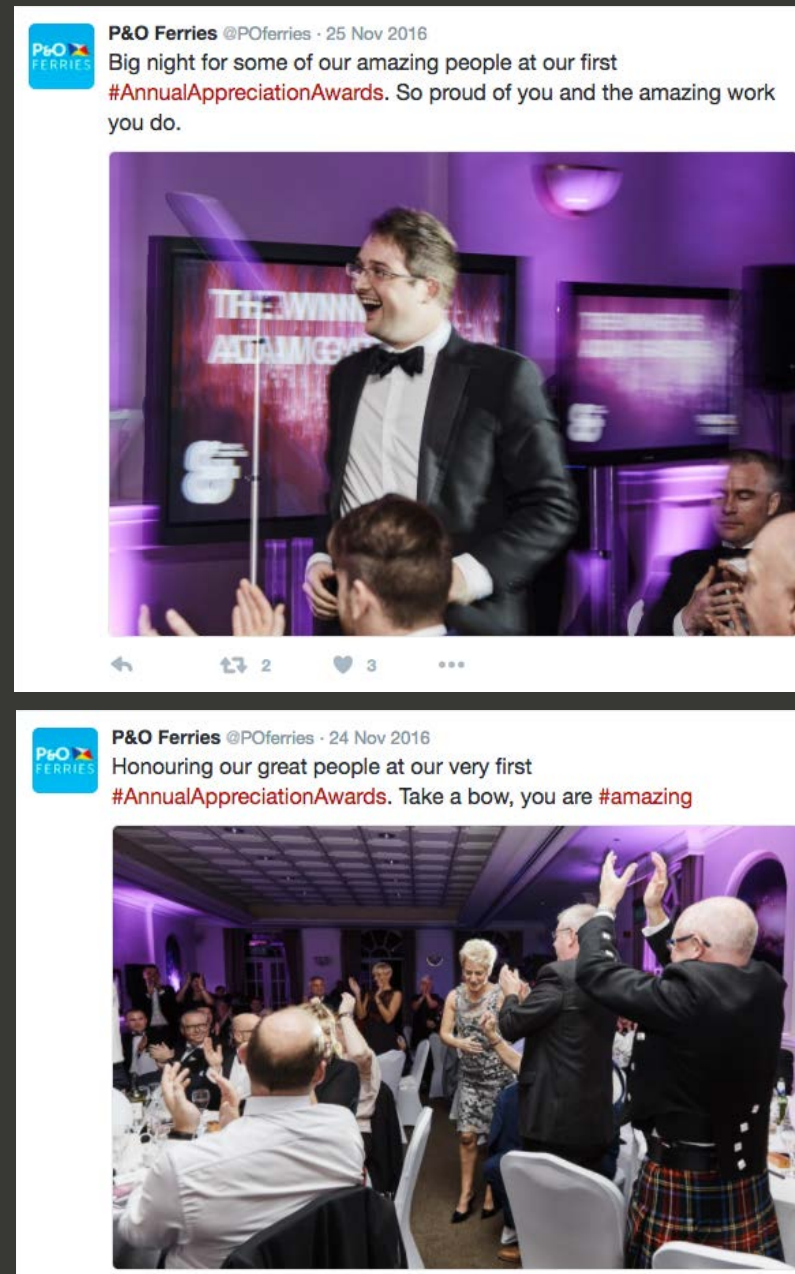 P&O
FERRIES
P&O Ferries @POferries · 25 Nov 2016
Big night for some of our amazing people at our first
#AnnualAppreciationAwards. So proud of you and the amazing work
you do.
THE
&
2
3
P&O
FERRIES
P&O Ferries @POferries · 24 Nov 2016
Honouring our great people at our very first
#AnnualAppreciationAwards. Take a bow, you are #amazing